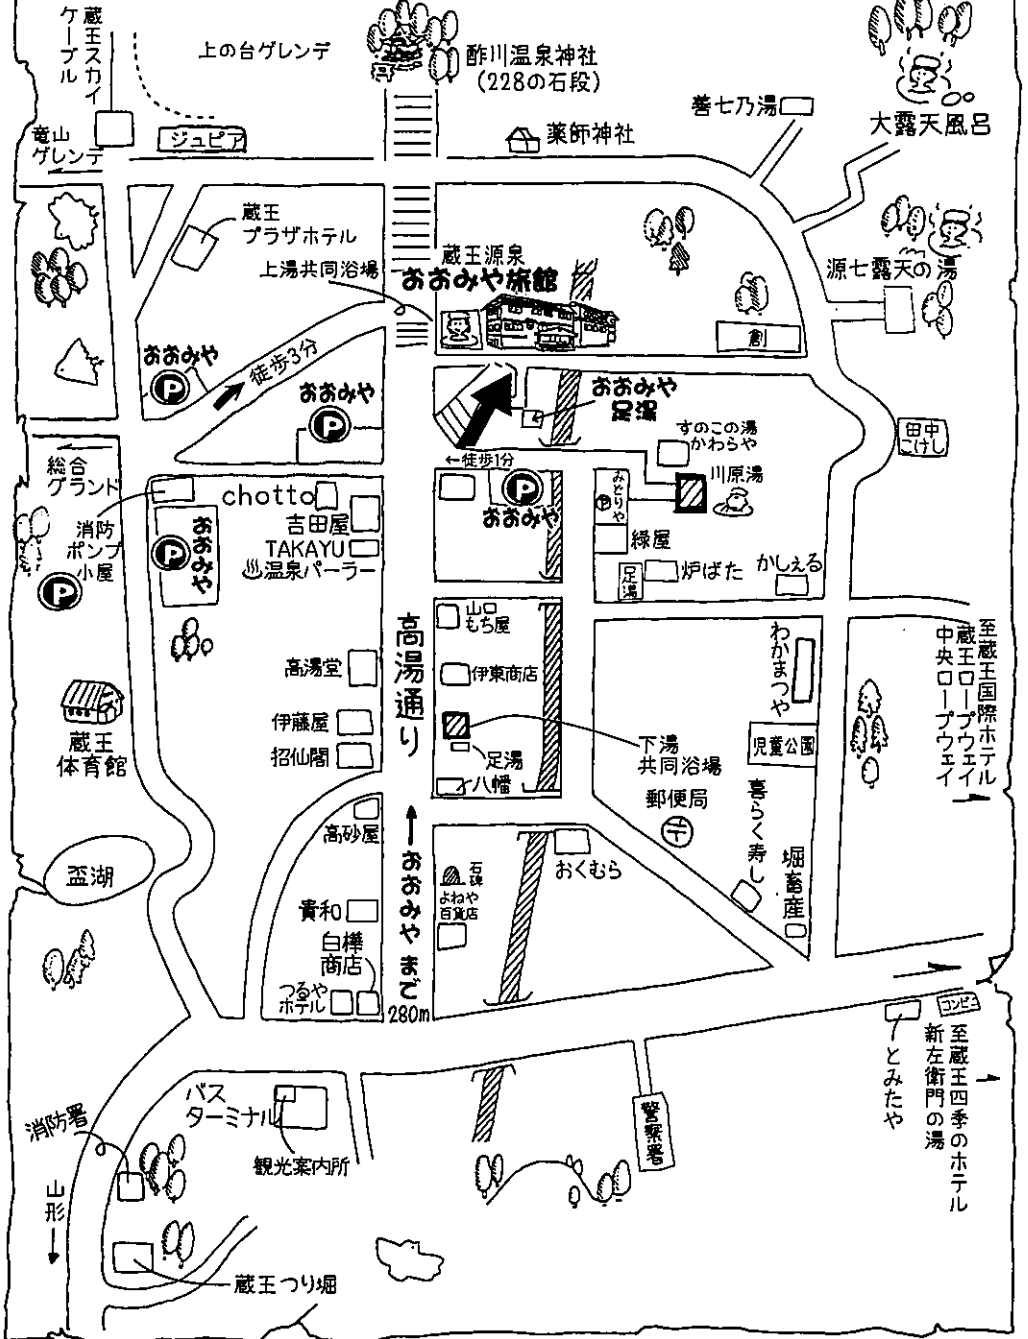 蔵王スカイ
ケーブル
上の台ゲレンデ
酢川温泉神社
(228の石段)
善七乃湯
大露天風呂
竜山
ゲレンデ
ジュピア
薬師神社
蔵王
プラザホテル
上湯共同浴場
蔵王源泉
おおみや旅館
源七露天の湯
創
おおみや
P
徒歩3分
おおみや
P
おおみや
足湯
すのこの湯
かわらや
田中
こけし
←徒歩1分
川原湯
総合
グランド
chotto
吉田屋
TAKAYU
♨温泉パーラー
P
おおみや
みどりや
緑屋
消防
ポンプ
小屋
P
おおみや
P
足湯
炉ばた
かしぇる
山口
もち屋
高湯通り
高湯堂
伊東商店
わかまつや
至蔵王国際ホテル
蔵王ロープウェイ
中央ロープウェイ
蔵王
体育館
伊藤屋
招仙閣
下湯
共同浴場
足湯
八幡
児童公園
郵便局
〒
喜らく寿し
堀畜産
高砂屋
↑おおみやまで
280m
盃湖
石碑
よねや
百貨店
おくむら
貴和
白樺
商店
つるや
ホテル
コンビニ
とみたや
新左衛門の湯
至蔵王四季のホテル
バス
ターミナル
観光案内所
警察署
消防署
山形
蔵王つり堀